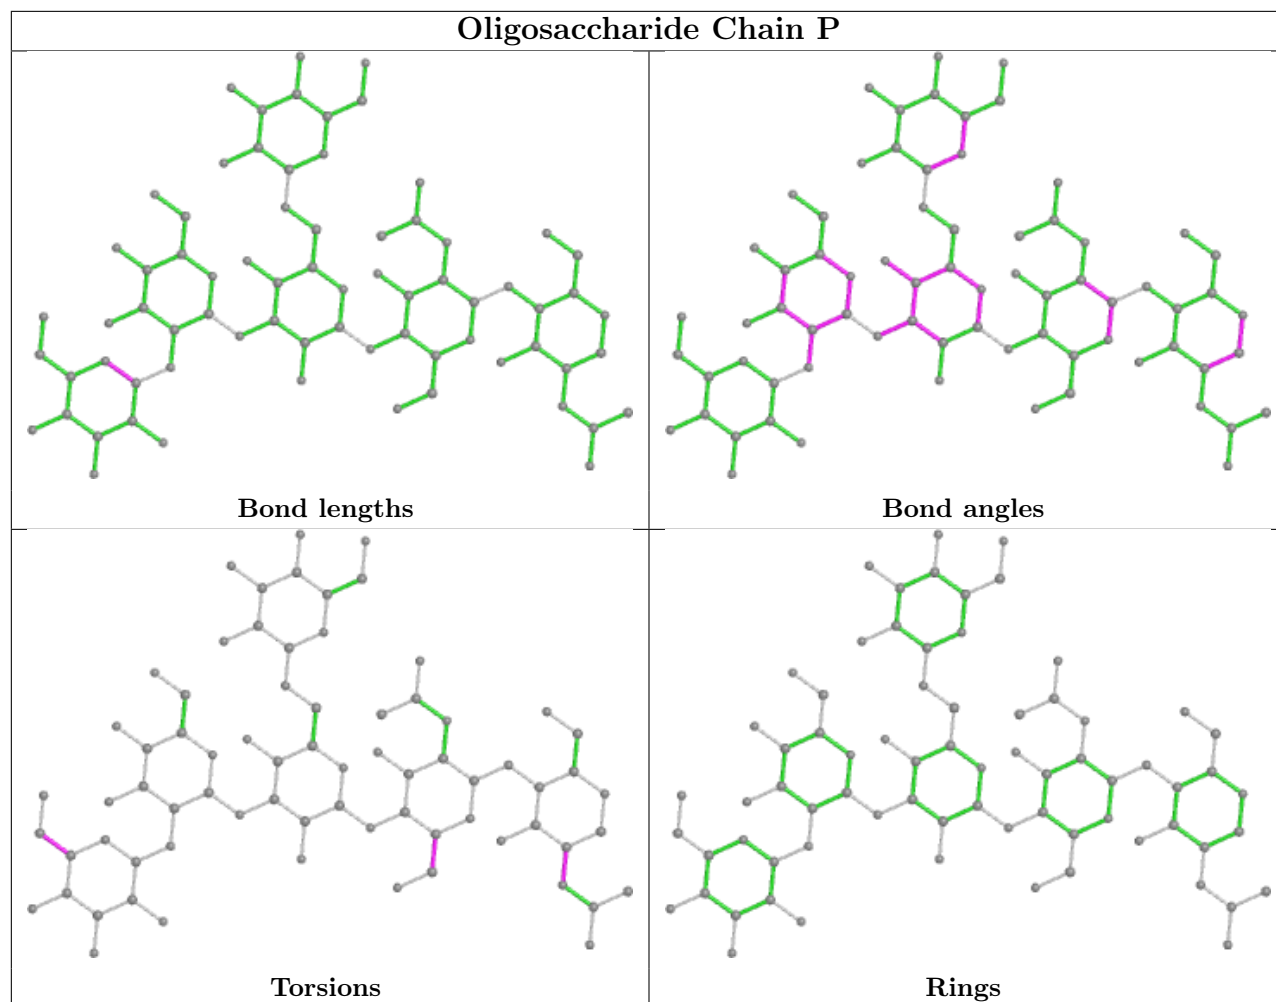 Oligosaccharide Chain P
Bond lengths
Bond angles
Torsions
Rings